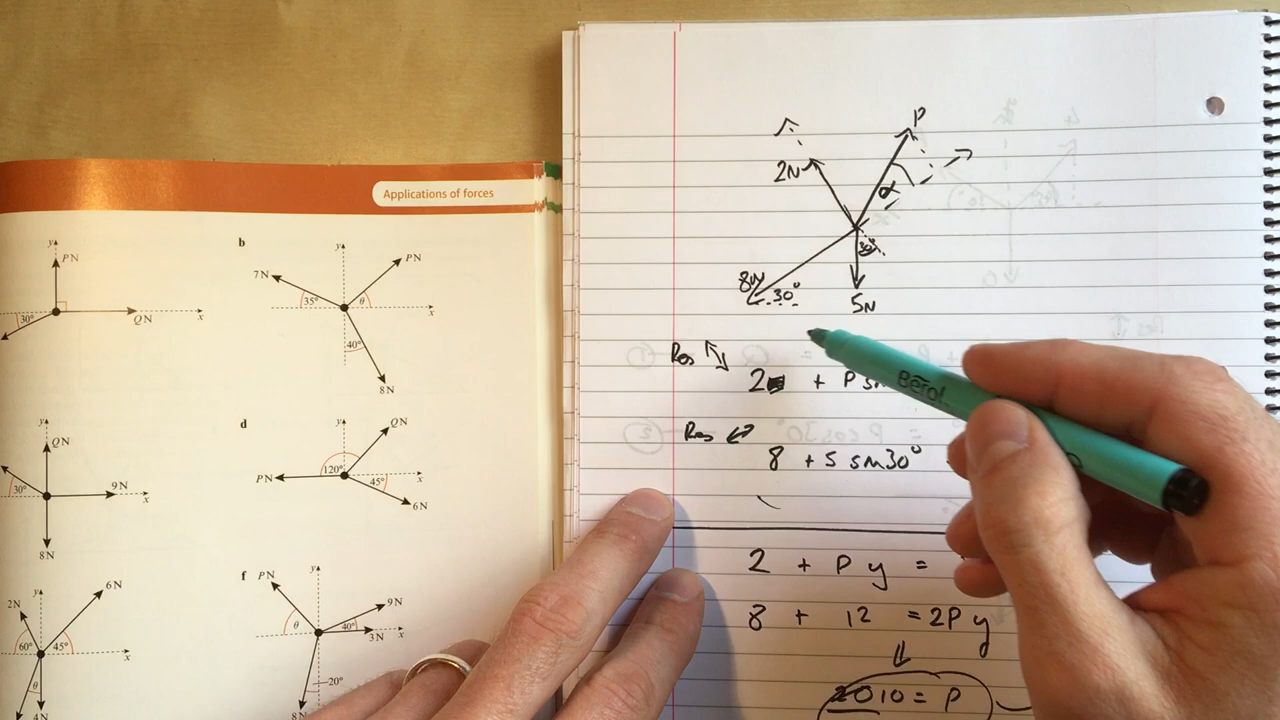 Applications of forces
y
PN
30°
QN
x
b
y
7N
PN
35°
θ
x
40°
8N
y
QN
30°
9N
x
8N
d
y
QN
120°
PN
45°
x
6N
y
6N
2N
60°
45°
x
θ
4N
f
y
PN
9N
θ
40°
3N
x
20°
8N
P
2N
α
30°
8N
30°
5N
Res
2 + P
Res
8 + 5 sin30°
2 + P y =
8 + 12 = 2P y
10 = P
Berol